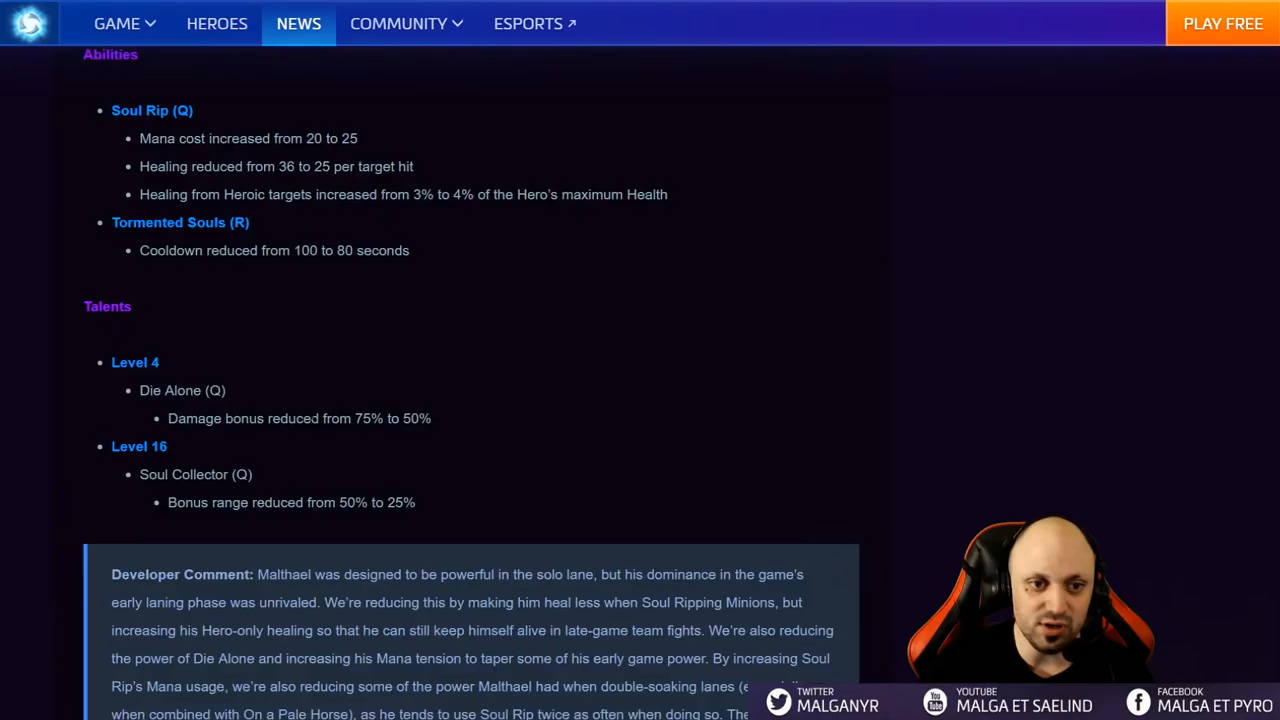 GAME HEROES NEWS COMMUNITY ESPORTS PLAY FREE
Abilities
Soul Rip (Q)
Mana cost increased from 20 to 25
Healing reduced from 36 to 25 per target hit
Healing from Heroic targets increased from 3% to 4% of the Hero’s maximum Health
Tormented Souls (R)
Cooldown reduced from 100 to 80 seconds
Talents
Level 4
Die Alone (Q)
Damage bonus reduced from 75% to 50%
Level 16
Soul Collector (Q)
Bonus range reduced from 50% to 25%
Developer Comment: Malthael was designed to be powerful in the solo lane, but his dominance in the game’s
early laning phase was unrivaled. We’re reducing this by making him heal less when Soul Ripping Minions, but
increasing his Hero-only healing so that he can still keep himself alive in late-game team fights. We’re also reducing
the power of Die Alone and increasing his Mana tension to taper some of his early game power. By increasing Soul
Rip’s Mana usage, we’re also reducing some of the power Malthael had when double-soaking lanes (e
when combined with On a Pale Horse), as he tends to use Soul Rip twice as often when doing so. The
TWITTER
MALGANYR
YOUTUBE
MALGA ET SAELIND
FACEBOOK
MALGA ET PYRO